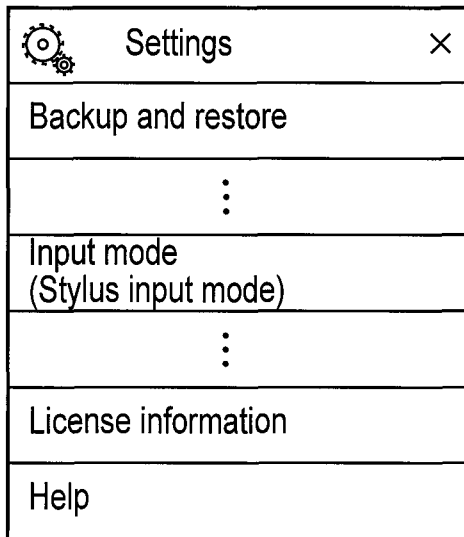 Settings ×
Backup and restore
⋮
Input mode
(Stylus input mode)
⋮
License information
Help